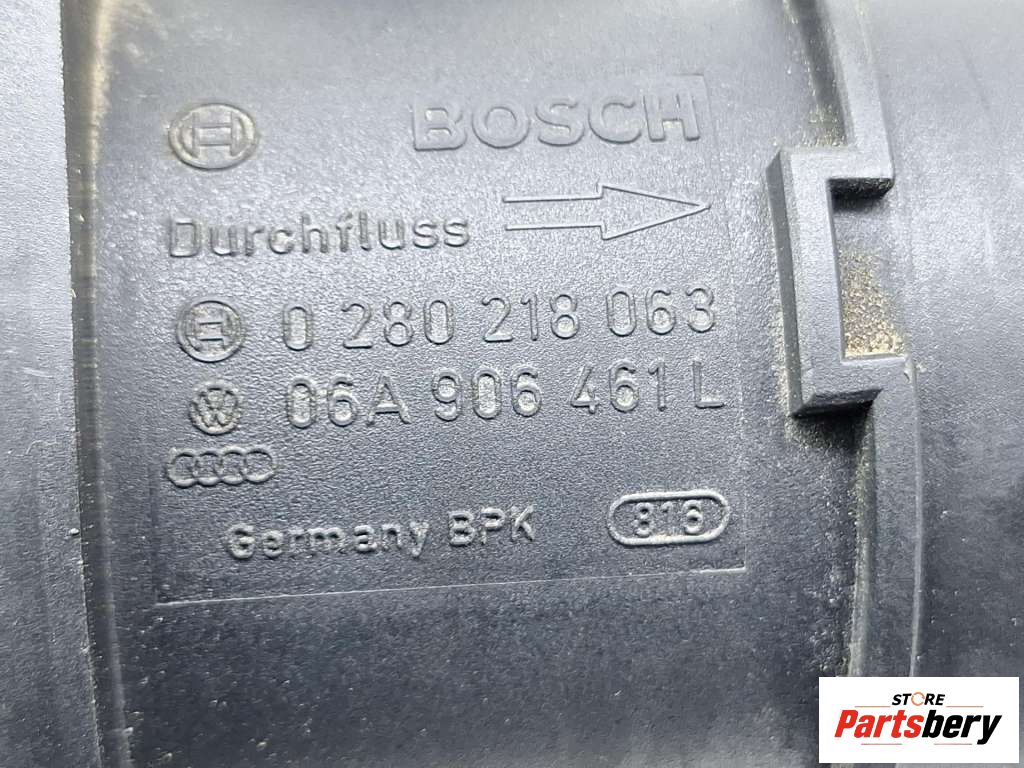 BOSCH
Durchfluss
0 280 218 063
06A 906 461 L
Germany BPK 816
STORE
Partsbery